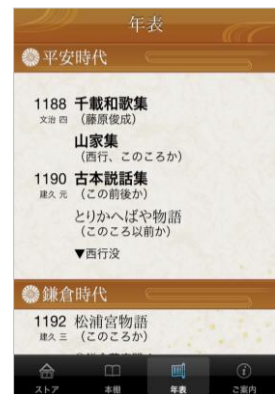 年表
平安時代
1188 千載和歌集
文治 四 （藤原俊成）
山家集
（西行、このころか）
1190 古本説話集
建久 元 （この前後か）
とりかへばや物語
（このころ以前か）
▼西行没
鎌倉時代
1192 松浦宮物語
建久 三 （このころか）
ストア 本棚 年表 ご案内